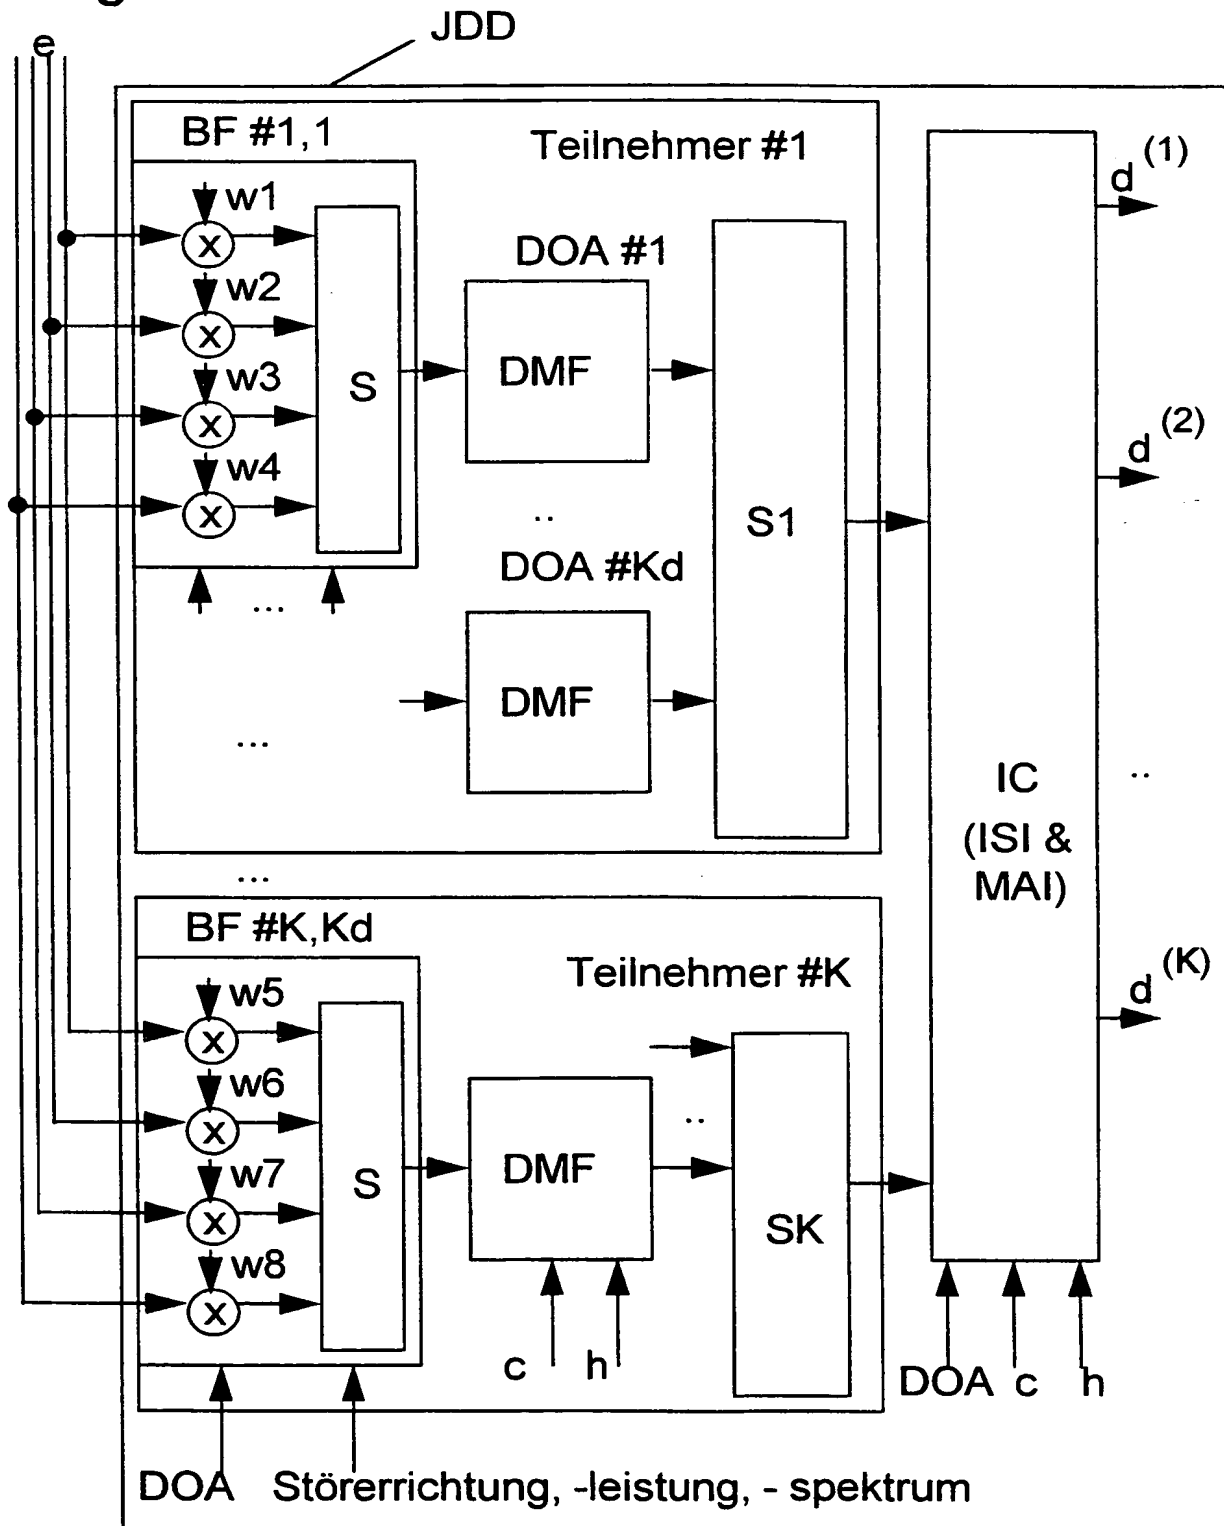 JDD
e
BF #1,1
Teilnehmer #1
d (1)
w1
x
DOA #1
w2
x
DMF
w3
S
x
d (2)
w4
x
..
S1
DOA #Kd
...
DMF
...
IC
(ISI &
MAI)
..
...
BF #K,Kd
Teilnehmer #K
d (K)
w5
x
w6
x
..
DMF
w7
S
x
SK
w8
x
c h
DOA c h
DOA Störerrichtung, -leistung, - spektrum